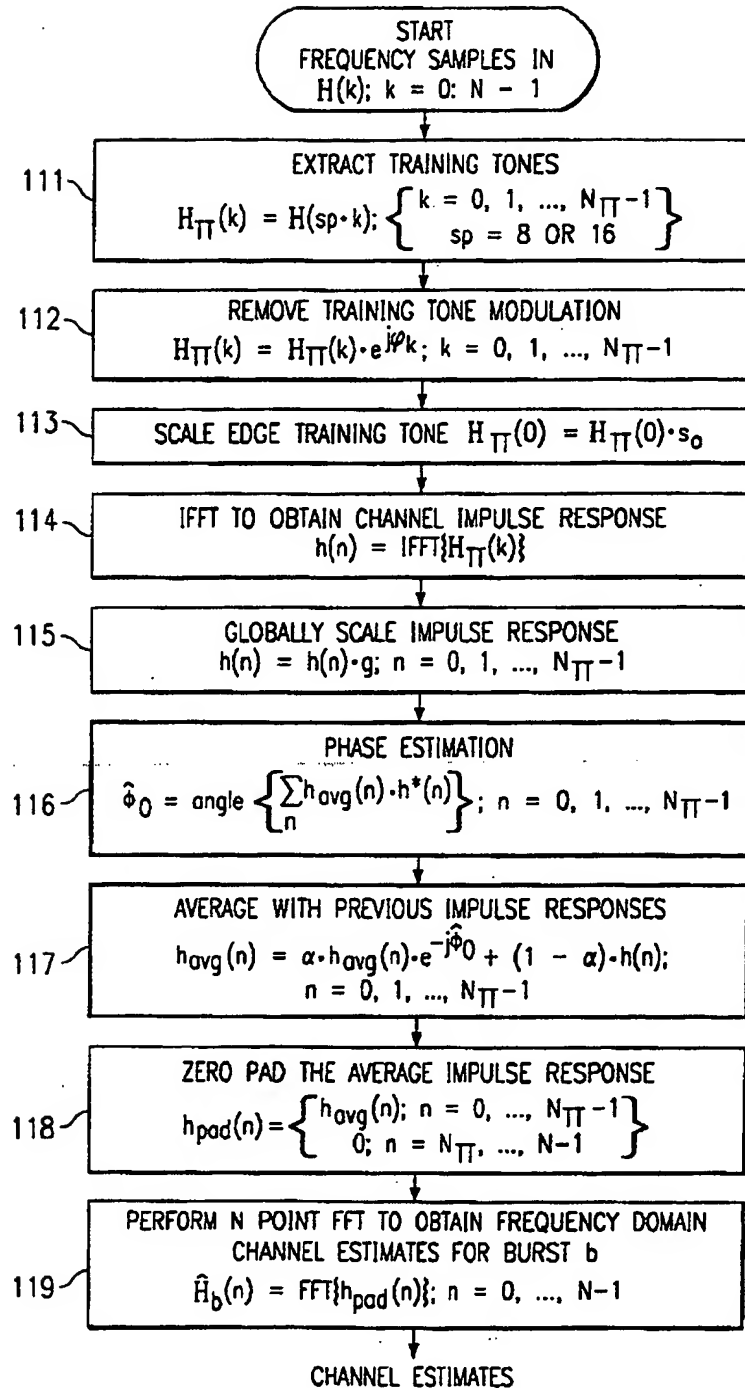 START
FREQUENCY SAMPLES IN
H(k); k = 0: N - 1
111
EXTRACT TRAINING TONES
H_TT(k) = H(sp·k); {k = 0, 1, ..., N_TT-1
sp = 8 OR 16}
112
REMOVE TRAINING TONE MODULATION
H_TT(k) = H_TT(k)·e^jφk; k = 0, 1, ..., N_TT-1
113
SCALE EDGE TRAINING TONE H_TT(0) = H_TT(0)·s_o
114
IFFT TO OBTAIN CHANNEL IMPULSE RESPONSE
h(n) = IFFT{H_TT(k)}
115
GLOBALLY SCALE IMPULSE RESPONSE
h(n) = h(n)·g; n = 0, 1, ..., N_TT-1
116
PHASE ESTIMATION
φ̂_0 = angle {∑_n h_avg(n)·h*(n)}; n = 0, 1, ..., N_TT-1
117
AVERAGE WITH PREVIOUS IMPULSE RESPONSES
h_avg(n) = α·h_avg(n)·e^-jφ̂0 + (1 - α)·h(n);
n = 0, 1, ..., N_TT-1
118
ZERO PAD THE AVERAGE IMPULSE RESPONSE
h_pad(n) = {h_avg(n); n = 0, ..., N_TT-1
0; n = N_TT, ..., N-1}
119
PERFORM N POINT FFT TO OBTAIN FREQUENCY DOMAIN
CHANNEL ESTIMATES FOR BURST b
Ĥ_b(n) = FFT{h_pad(n)}; n = 0, ..., N-1
CHANNEL ESTIMATES